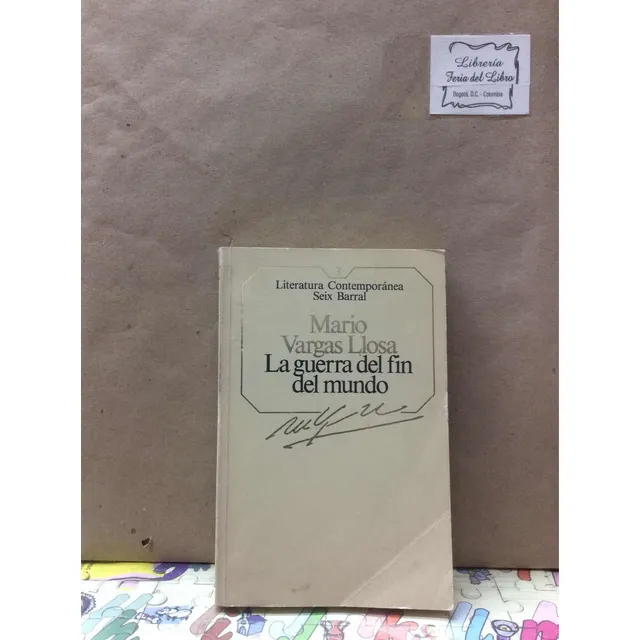 Librería
Feria del Libro
Bogotá, D.C. - Colombia
Literatura Contemporánea
Seix Barral
Mario
Vargas Llosa
La guerra del fin
del mundo